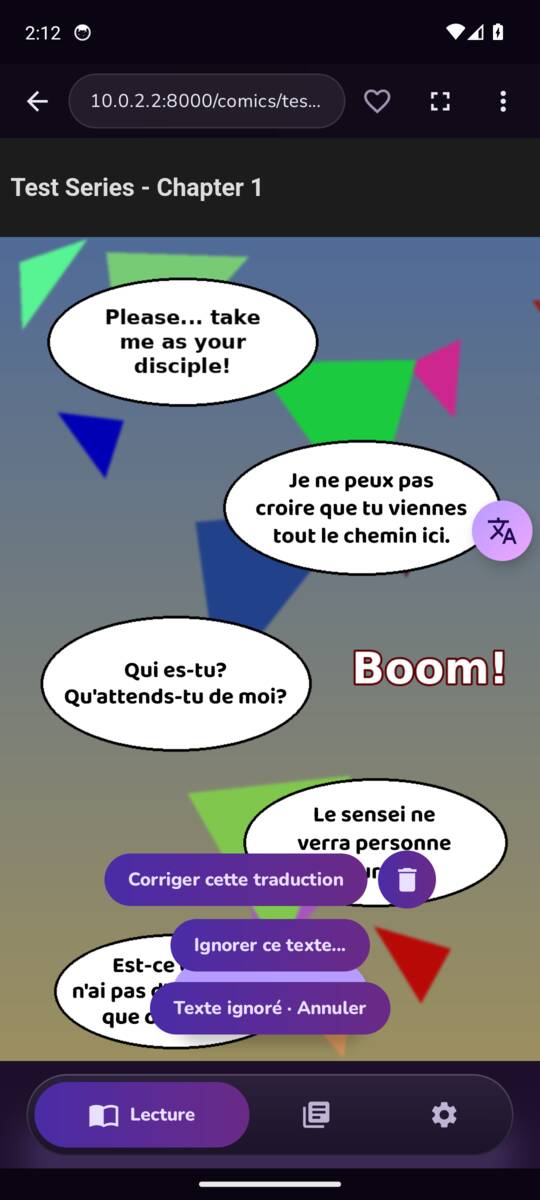 2:12
10.0.2.2:8000/comics/tes...
Test Series - Chapter 1
Please... take
me as your
disciple!
Je ne peux pas
croire que tu viennes
tout le chemin ici.
Qui es-tu?
Qu'attends-tu de moi?
Boom!
Le sensei ne
verra personne
Corriger cette traduction
Ignorer ce texte...
Est-ce
n'ai pas
que
Texte ignoré · Annuler
Lecture